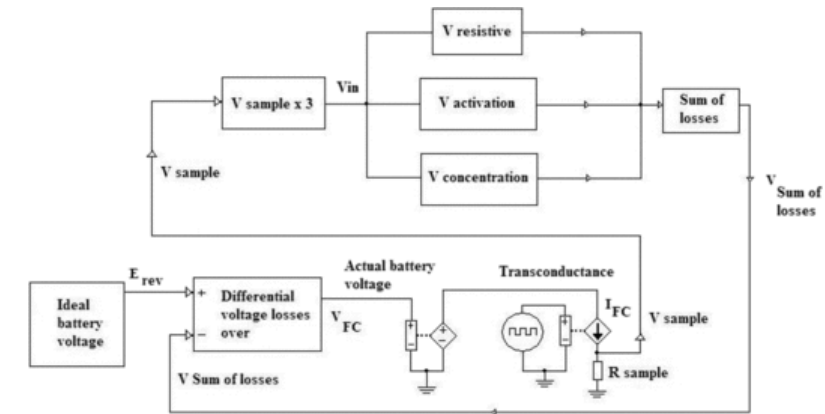 V resistive
V sample x 3
Vin
V activation
Sum of
losses
V sample
V concentration
V
Sum of
losses
Ideal
battery
voltage
E rev
+
−
Differential
voltage losses
over
Actual battery
voltage
V FC
+
−
+
−
Transconductance
+
−
I FC
V sample
R sample
V Sum of losses